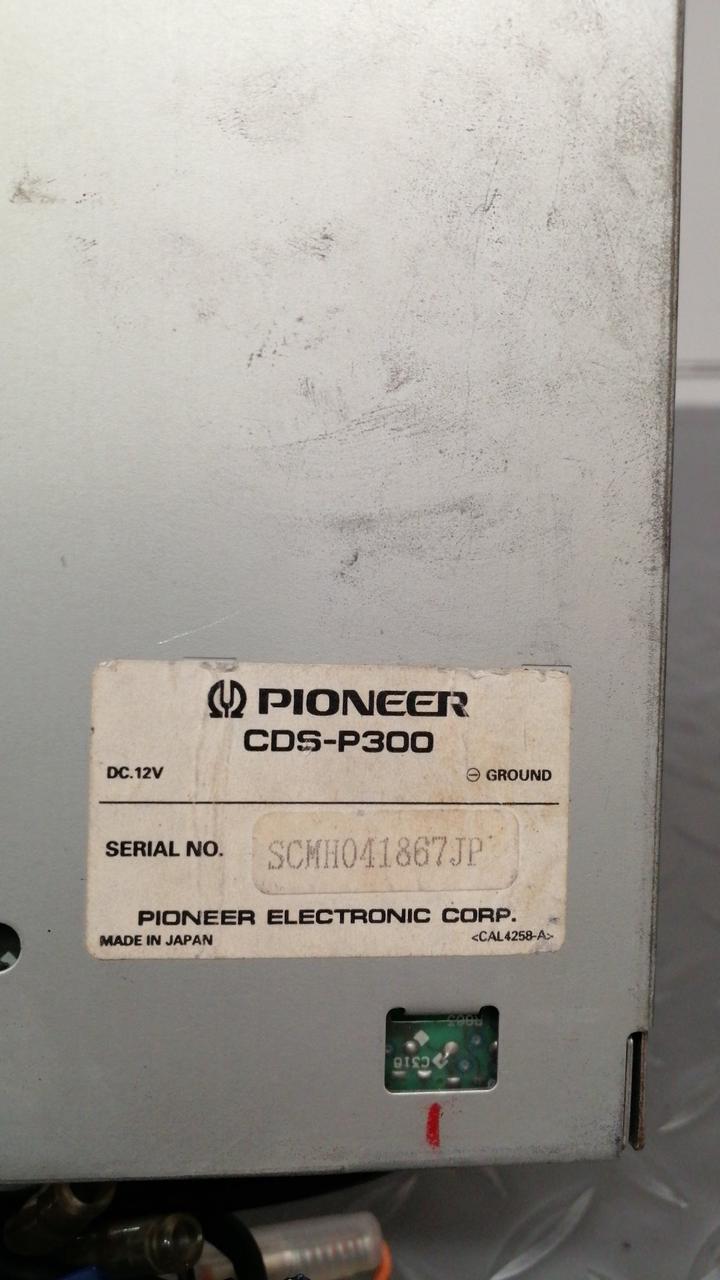 PIONEER
CDS-P300
DC.12V ⊖ GROUND
SERIAL NO. SCMH041867JP
PIONEER ELECTRONIC CORP.
MADE IN JAPAN <CAL4258-A>
C318